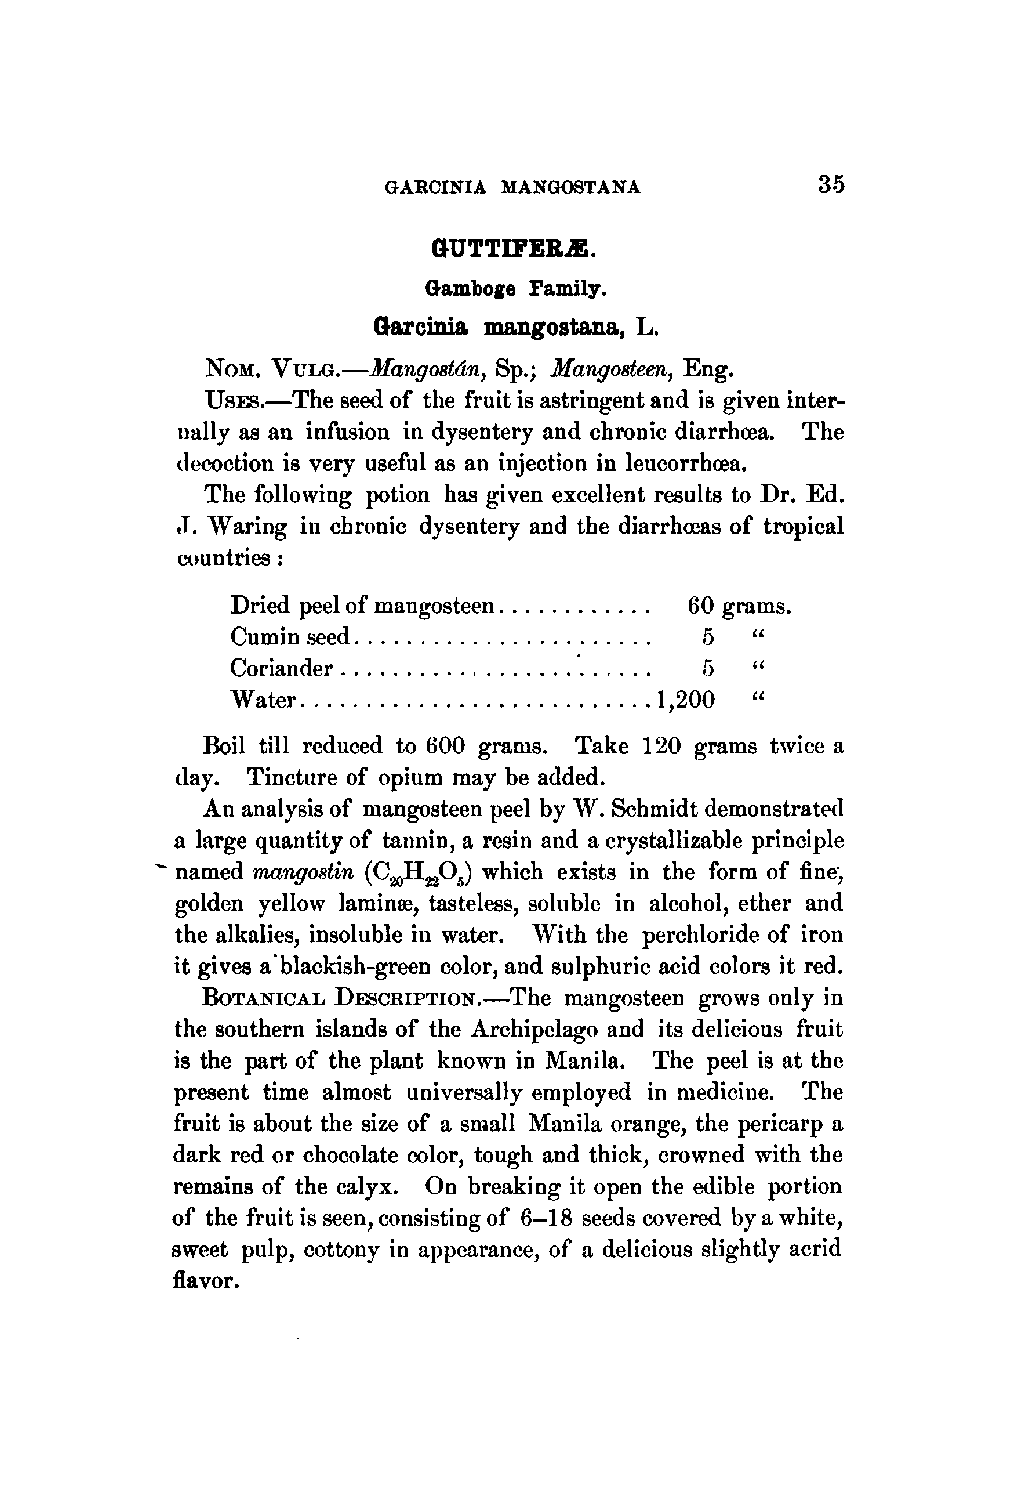 GARCINIA MANGOSTANA 35
GUTTIFERÆ.
Gamboge Family.
Garcinia mangostana, L.
NOM. VULG.—Mangostán, Sp.; Mangosteen, Eng.
USES.—The seed of the fruit is astringent and is given inter-
nally as an infusion in dysentery and chronic diarrhœa. The
decoction is very useful as an injection in leucorrhœa.
The following potion has given excellent results to Dr. Ed.
J. Waring in chronic dysentery and the diarrhœas of tropical
countries:
Dried peel of mangosteen............ 60 grams.
Cumin seed....................... 5 “
Coriander........................ 5 “
Water...........................1,200 “
Boil till reduced to 600 grams. Take 120 grams twice a
day. Tincture of opium may be added.
An analysis of mangosteen peel by W. Schmidt demonstrated
a large quantity of tannin, a resin and a crystallizable principle
named mangostin (C₂₀H₂₂O₅) which exists in the form of fine,
golden yellow laminæ, tasteless, soluble in alcohol, ether and
the alkalies, insoluble in water. With the perchloride of iron
it gives a blackish-green color, and sulphuric acid colors it red.
BOTANICAL DESCRIPTION.—The mangosteen grows only in
the southern islands of the Archipelago and its delicious fruit
is the part of the plant known in Manila. The peel is at the
present time almost universally employed in medicine. The
fruit is about the size of a small Manila orange, the pericarp a
dark red or chocolate color, tough and thick, crowned with the
remains of the calyx. On breaking it open the edible portion
of the fruit is seen, consisting of 6–18 seeds covered by a white,
sweet pulp, cottony in appearance, of a delicious slightly acrid
flavor.